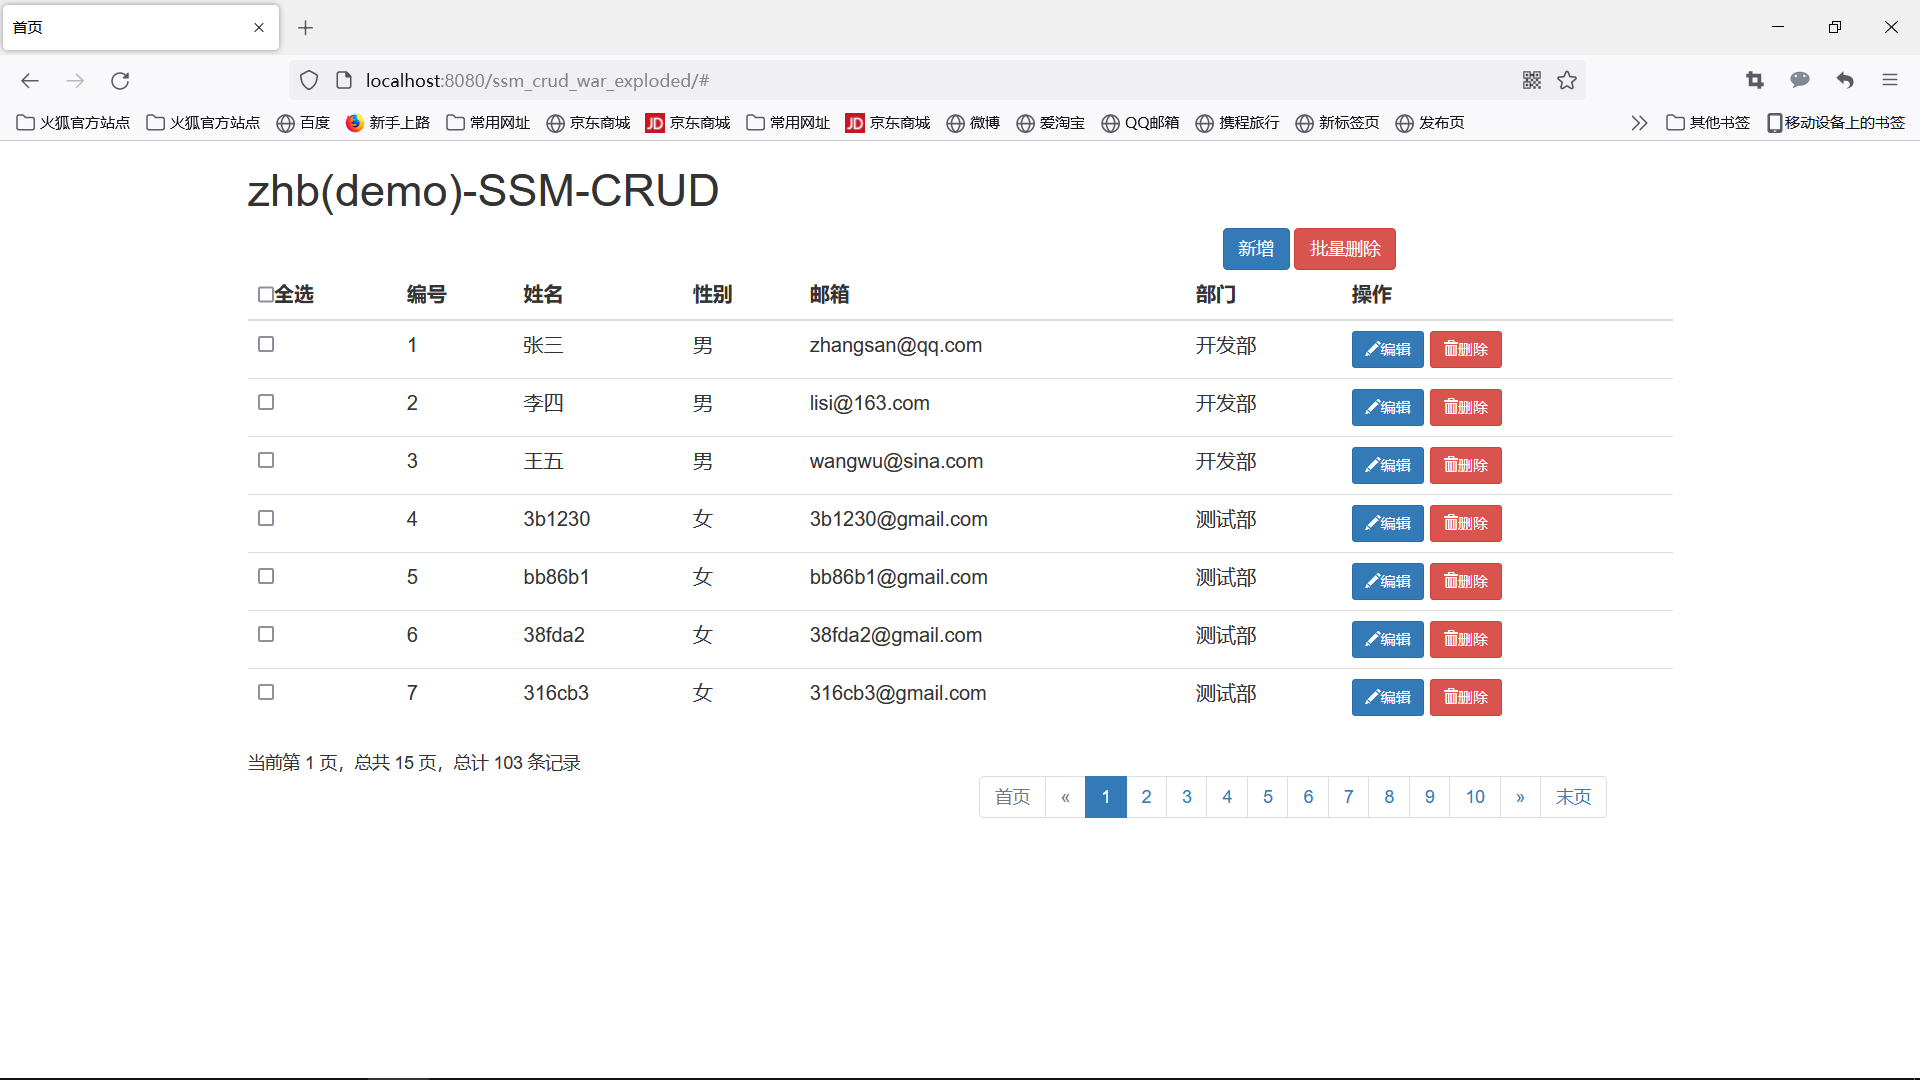 首页
localhost:8080/ssm_crud_war_exploded/#
火狐官方站点 火狐官方站点 百度 新手上路 常用网址 京东商城 JD 京东商城 常用网址 JD 京东商城 微博 爱淘宝 QQ邮箱 携程旅行 新标签页 发布页 其他书签 移动设备上的书签
zhb(demo)-SSM-CRUD
新增 批量删除
全选 编号 姓名 性别 邮箱 部门 操作
1 张三 男 zhangsan@qq.com 开发部 编辑 删除
2 李四 男 lisi@163.com 开发部 编辑 删除
3 王五 男 wangwu@sina.com 开发部 编辑 删除
4 3b1230 女 3b1230@gmail.com 测试部 编辑 删除
5 bb86b1 女 bb86b1@gmail.com 测试部 编辑 删除
6 38fda2 女 38fda2@gmail.com 测试部 编辑 删除
7 316cb3 女 316cb3@gmail.com 测试部 编辑 删除
当前第 1 页，总共 15 页，总计 103 条记录
首页 « 1 2 3 4 5 6 7 8 9 10 » 末页